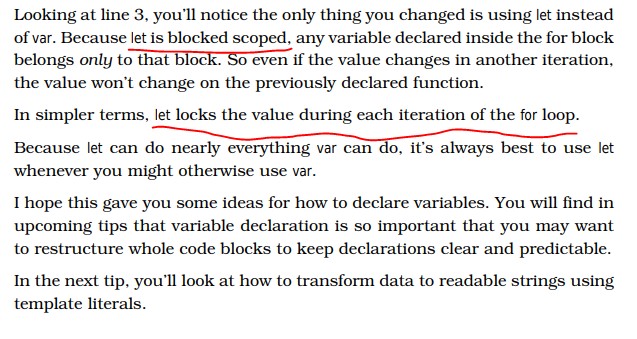 Looking at line 3, you'll notice the only thing you changed is using let instead
of var. Because let is blocked scoped, any variable declared inside the for block
belongs only to that block. So even if the value changes in another iteration,
the value won't change on the previously declared function.
In simpler terms, let locks the value during each iteration of the for loop.
Because let can do nearly everything var can do, it's always best to use let
whenever you might otherwise use var.
I hope this gave you some ideas for how to declare variables. You will find in
upcoming tips that variable declaration is so important that you may want
to restructure whole code blocks to keep declarations clear and predictable.
In the next tip, you'll look at how to transform data to readable strings using
template literals.